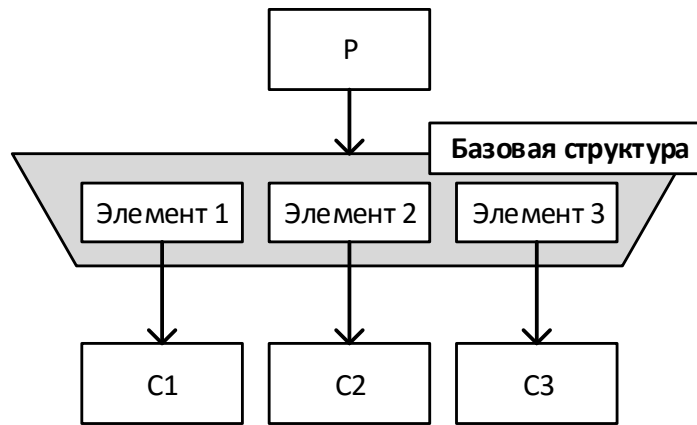 P
Базовая структура
Элемент 1
Элемент 2
Элемент 3
C1
C2
C3